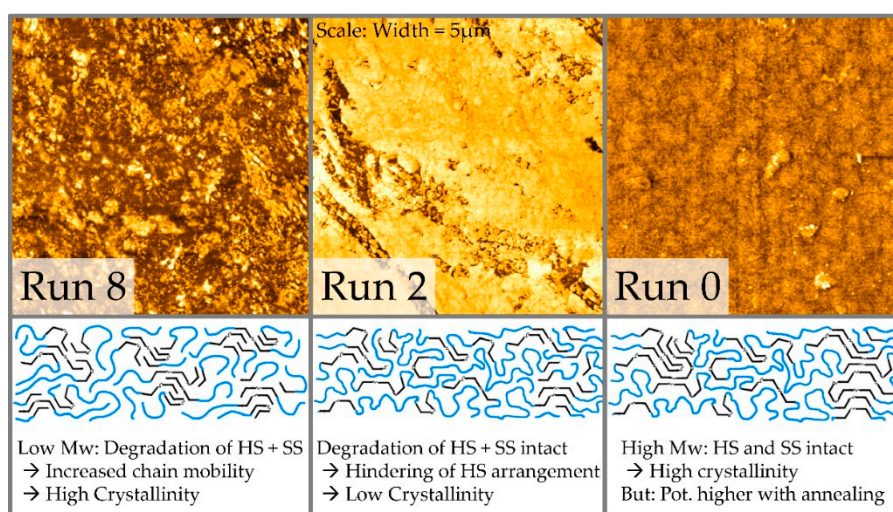 Scale: Width = 5µm
Run 8
Run 2
Run 0
Low Mw: Degradation of HS + SS
→ Increased chain mobility
→ High Crystallinity
Degradation of HS + SS intact
→ Hindering of HS arrangement
→ Low Crystallinity
High Mw: HS and SS intact
→ High crystallinity
But: Pot. higher with annealing